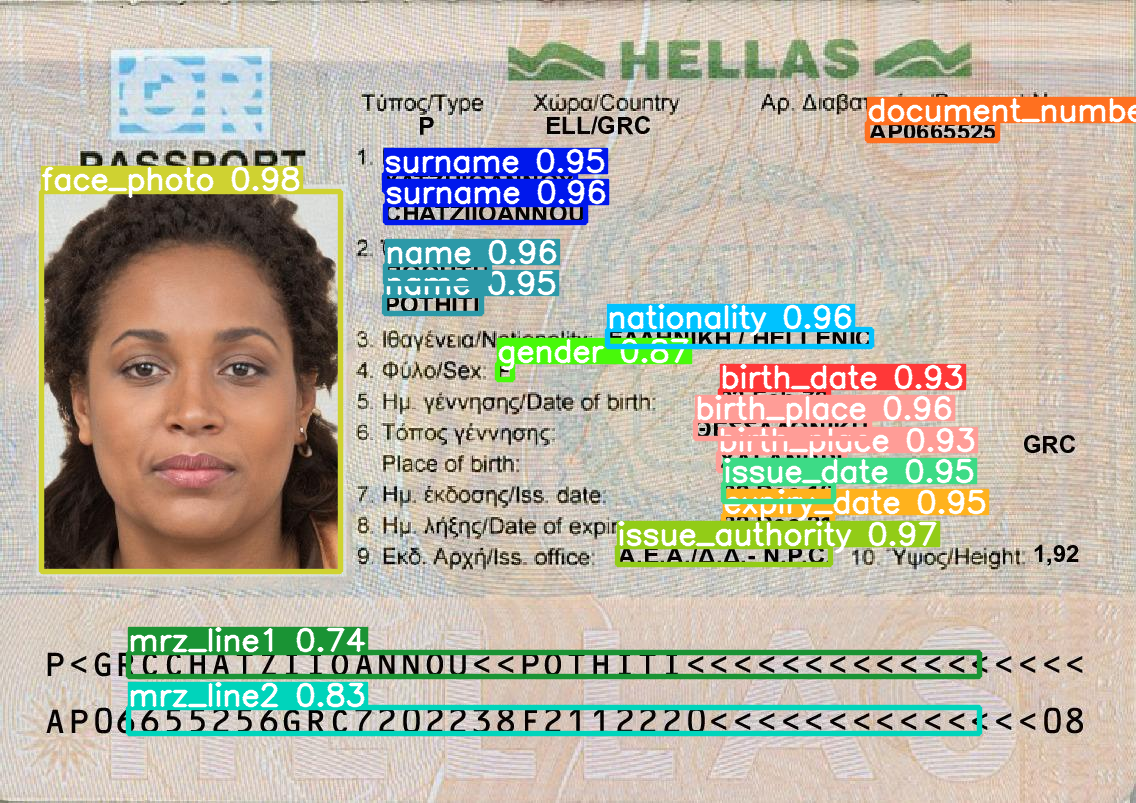 HELLAS
GR
PASSPORT
Τύπος/Type Χώρα/Country Αρ.
P ELL/GRC document_numbe
AP0665525
1. surname 0.95
surname 0.96
CHATZIIOANNOU
face_photo 0.98
2. name 0.96
name 0.95
POTHITI
nationality 0.96
3. Ιθαγένεια/Nationality: ΕΛΛΗΝΙΚΗ / HELLENIC
gender 0.87
4. Φύλο/Sex: F
birth_date 0.93
5. Ημ. γέννησης/Date of birth:
birth_place 0.96
6. Τόπος γέννησης: ΘΕΣΣΑΛΟΝΙΚΗ
birth_place 0.93 GRC
Place of birth:
issue_date 0.95
7. Ημ. έκδοσης/Iss. date:
expiry_date 0.95
8. Ημ. λήξης/Date of expir
issue_authority 0.97
9 Εκδ. Αρχή/Iss. office: Α.Ε.Α./Δ.Δ.- N.P.C. 10. Ύψος/Height: 1,92
mrz_line1 0.74
P<GRCCHATZIIOANNOU<<POTHITI<<<<<<<<<<<<<<<<<
mrz_line2 0.83
AP06655256GRC7202238F2112220<<<<<<<<<<<<<<08
HELLAS